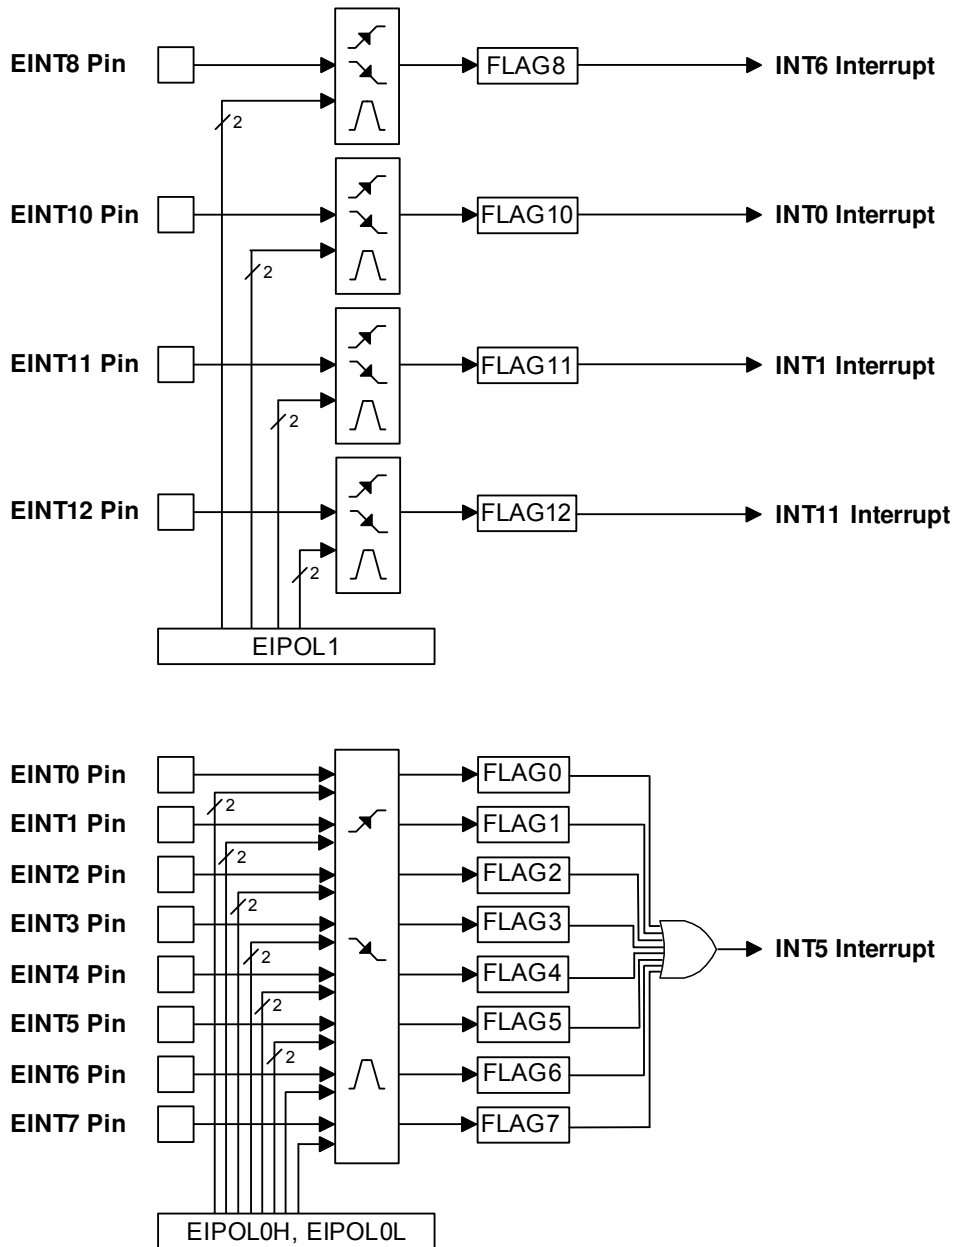 EINT8 Pin FLAG8 INT6 Interrupt
2
EINT10 Pin FLAG10 INT0 Interrupt
2
EINT11 Pin FLAG11 INT1 Interrupt
2
EINT12 Pin FLAG12 INT11 Interrupt
2
EIPOL1
EINT0 Pin FLAG0
2
EINT1 Pin FLAG1
2
EINT2 Pin FLAG2
2
EINT3 Pin FLAG3
INT5 Interrupt
2
EINT4 Pin FLAG4
2
EINT5 Pin FLAG5
2
EINT6 Pin FLAG6
EINT7 Pin FLAG7
EIPOL0H, EIPOL0L